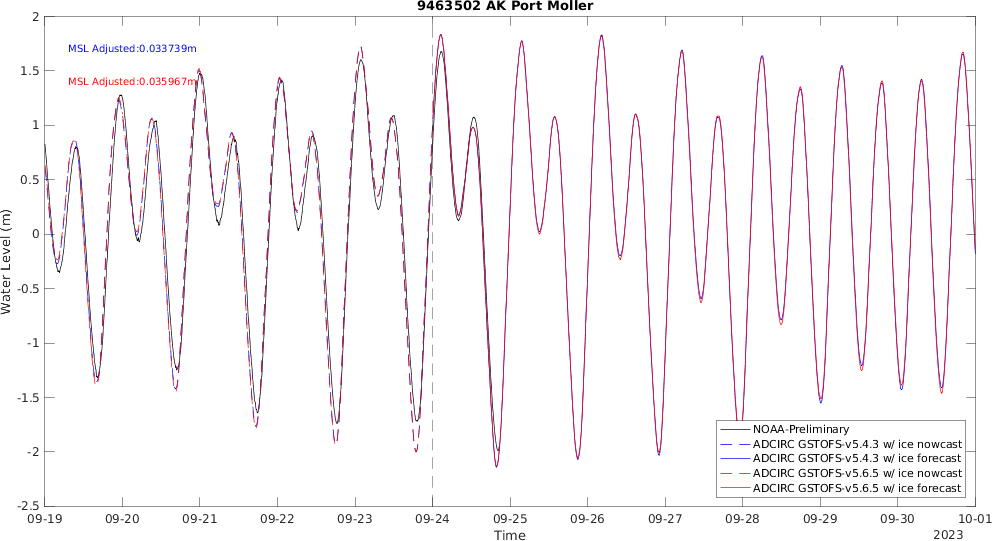 9463502 AK Port Moller
MSL Adjusted:0.033739m
MSL Adjusted:0.035967m
Water Level (m)
2
1.5
1
0.5
0
-0.5
-1
-1.5
-2
-2.5
NOAA-Preliminary
ADCIRC GSTOFS-v5.4.3 w/ ice nowcast
ADCIRC GSTOFS-v5.4.3 w/ ice forecast
ADCIRC GSTOFS-v5.6.5 w/ ice nowcast
ADCIRC GSTOFS-v5.6.5 w/ ice forecast
09-19 09-20 09-21 09-22 09-23 09-24 09-25 09-26 09-27 09-28 09-29 09-30 10-01
Time
2023